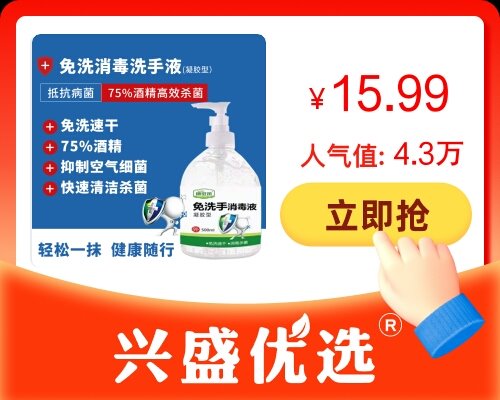 免洗消毒洗手液(凝胶型)
抵抗病菌 75%酒精高效杀菌
免洗速干
75%酒精
抑制空气细菌
快速清洁杀菌
轻松一抹 健康随行
免洗手消毒液
凝胶型
500ml
¥15.99
人气值: 4.3万
立即抢
兴盛优选®